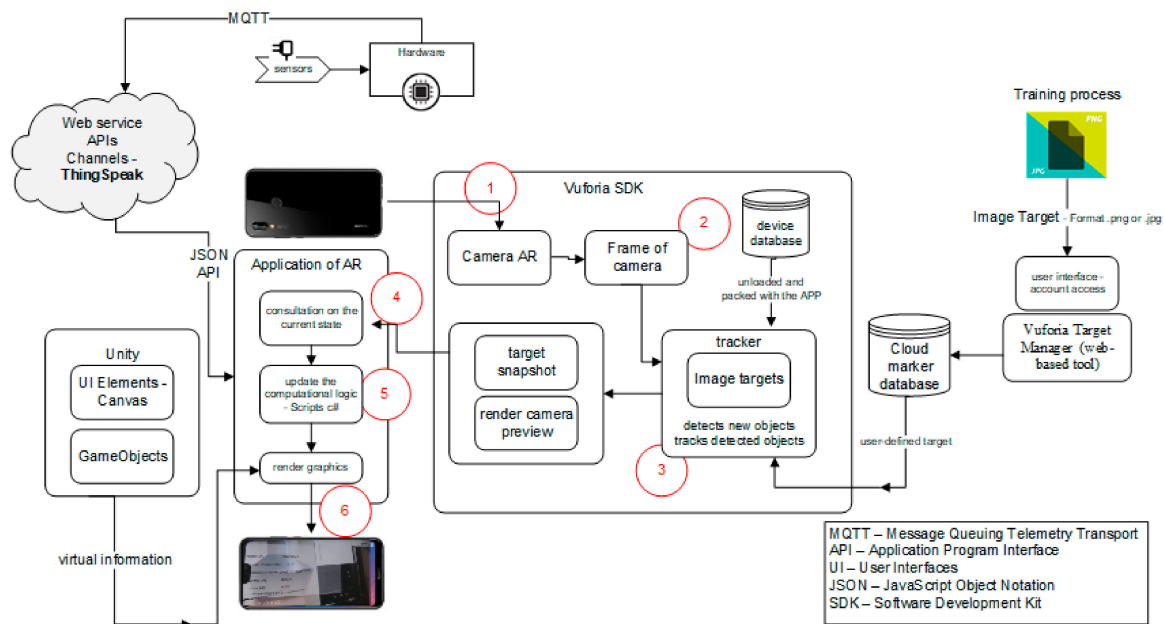 MQTT
Hardware
sensors
Web service
APIs
Channels -
ThingSpeak
JSON
API
Training process
PNG
JPG
Image Target - Format .png or .jpg
user interface-
account access
Vuforia Target
Manager (web-
based tool)
Cloud
marker
database
user-defined target
Vuforia SDK
1
Camera AR
2
Frame of
camera
device
database
unloaded and
packed with the APP
tracker
Image targets
detects new objects
tracks detected objects
3
target
snapshot
render camera
preview
Application of AR
4
consultation on the
current state
update the
computational logic
- Scripts c#
5
render graphics
6
Unity
UI Elements -
Canvas
GameObjects
virtual information
MQTT – Message Queuing Telemetry Transport
API – Application Program Interface
UI – User Interfaces
JSON – JavaScript Object Notation
SDK – Software Development Kit